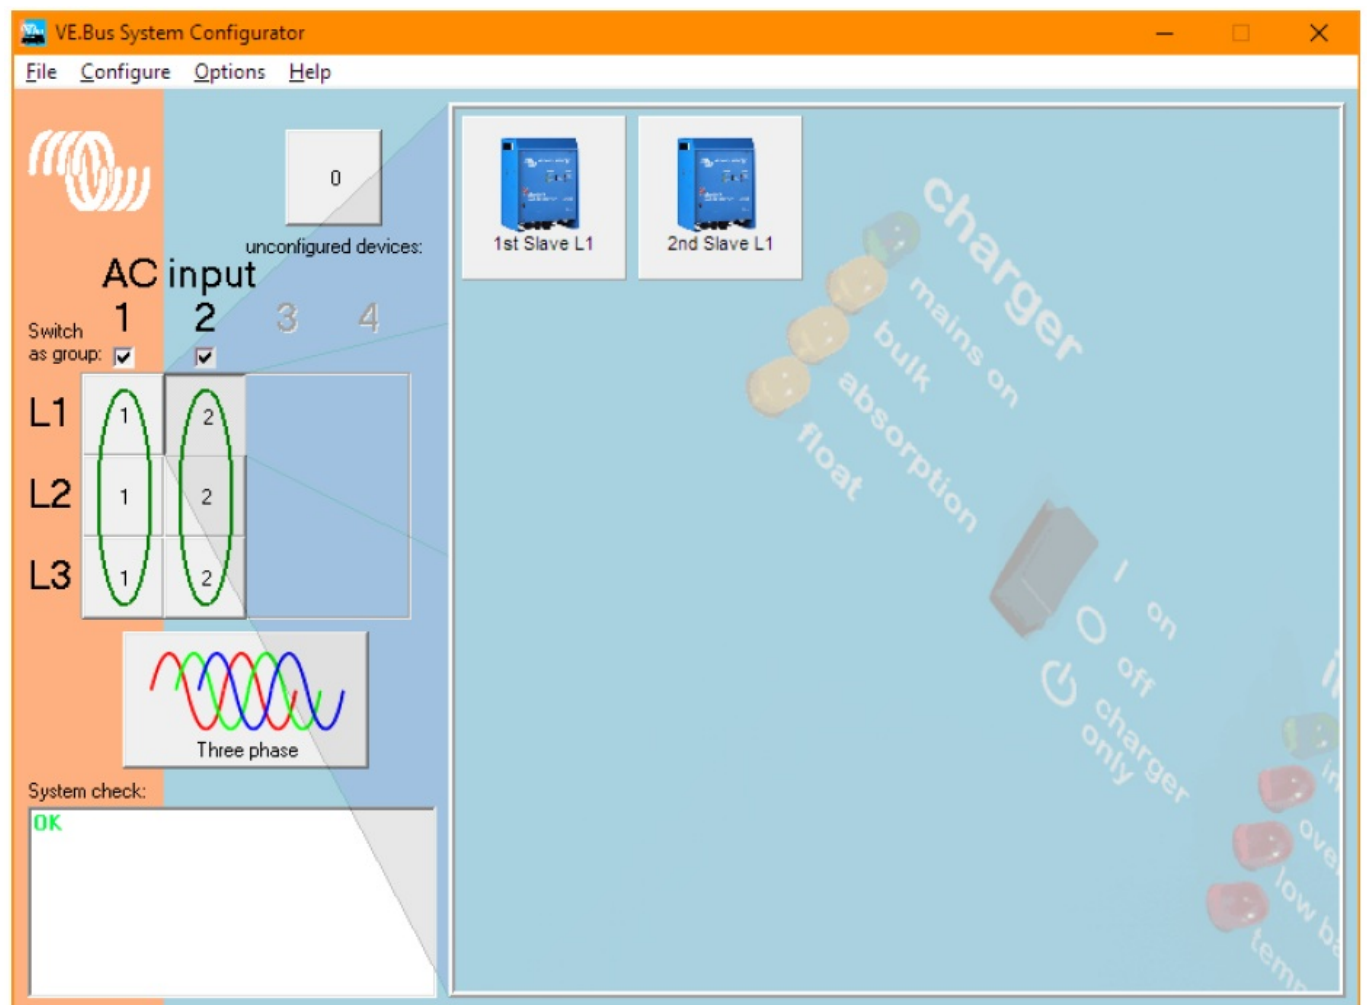 VE.Bus System Configurator
File Configure Options Help
0
unconfigured devices:
AC input
1 2 3 4
Switch
as group:
L1 1 2
L2 1 2
L3 1 2
Three phase
System check:
OK
1st Slave L1
2nd Slave L1
charger
mains on
bulk
absorption
float
on
off
charger
only
low